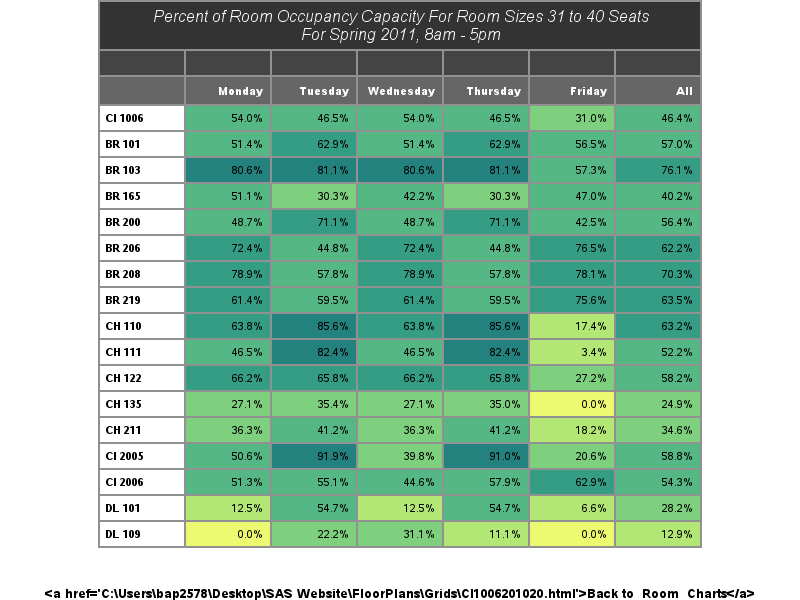 Percent of Room Occupancy Capacity For Room Sizes 31 to 40 Seats
For Spring 2011, 8am - 5pm
Monday Tuesday Wednesday Thursday Friday All
CI 1006 54.0% 46.5% 54.0% 46.5% 31.0% 46.4%
BR 101 51.4% 62.9% 51.4% 62.9% 56.5% 57.0%
BR 103 80.6% 81.1% 80.6% 81.1% 57.3% 76.1%
BR 165 51.1% 30.3% 42.2% 30.3% 47.0% 40.2%
BR 200 48.7% 71.1% 48.7% 71.1% 42.5% 56.4%
BR 206 72.4% 44.8% 72.4% 44.8% 76.5% 62.2%
BR 208 78.9% 57.8% 78.9% 57.8% 78.1% 70.3%
BR 219 61.4% 59.5% 61.4% 59.5% 75.6% 63.5%
CH 110 63.8% 85.6% 63.8% 85.6% 17.4% 63.2%
CH 111 46.5% 82.4% 46.5% 82.4% 3.4% 52.2%
CH 122 66.2% 65.8% 66.2% 65.8% 27.2% 58.2%
CH 135 27.1% 35.4% 27.1% 35.0% 0.0% 24.9%
CH 211 36.3% 41.2% 36.3% 41.2% 18.2% 34.6%
CI 2005 50.6% 91.9% 39.8% 91.0% 20.6% 58.8%
CI 2006 51.3% 55.1% 44.6% 57.9% 62.9% 54.3%
DL 101 12.5% 54.7% 12.5% 54.7% 6.6% 28.2%
DL 109 0.0% 22.2% 31.1% 11.1% 0.0% 12.9%
<a href='C:\Users\bap2578\Desktop\SAS Website\FloorPlans\Grids\CI1006201020.html'>Back to Room Charts</a>